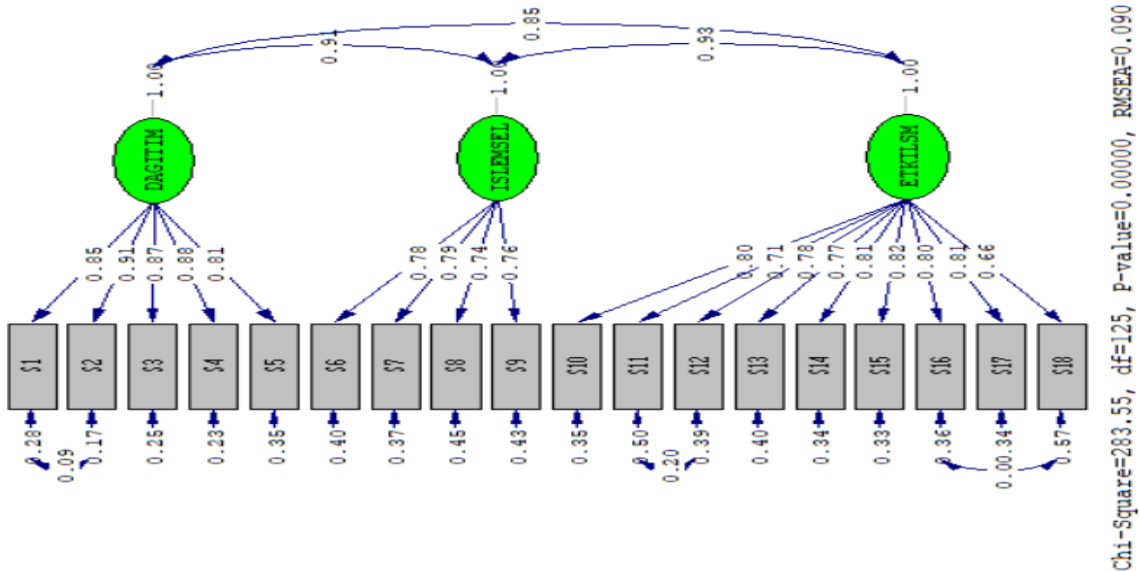 0.85
0.91
0.93
1.00
1.00
1.00
DAGITIM
ISLEMSEL
ETKILSM
0.85
0.91
0.87
0.88
0.81
0.78
0.79
0.74
0.76
0.80
0.71
0.78
0.77
0.81
0.82
0.80
0.81
0.66
S1
S2
S3
S4
S5
S6
S7
S8
S9
S10
S11
S12
S13
S14
S15
S16
S17
S18
0.28
0.17
0.25
0.23
0.35
0.40
0.37
0.45
0.43
0.35
0.50
0.39
0.40
0.34
0.33
0.36
0.34
0.57
0.09
0.20
0.00
Chi-Square=283.55, df=125, P-value=0.00000, RMSEA=0.090